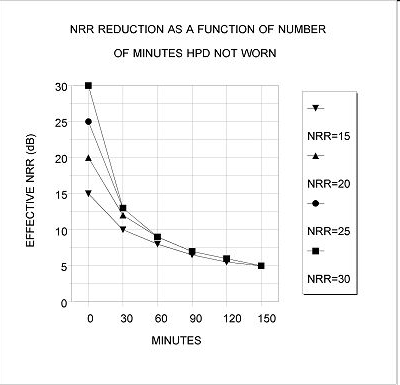 NRR REDUCTION AS A FUNCTION OF NUMBER
OF MINUTES HPD NOT WORN
EFFECTIVE NRR (dB)
30
25
20
15
10
5
0
0 30 60 90 120 150
MINUTES
NRR=15
NRR=20
NRR=25
NRR=30